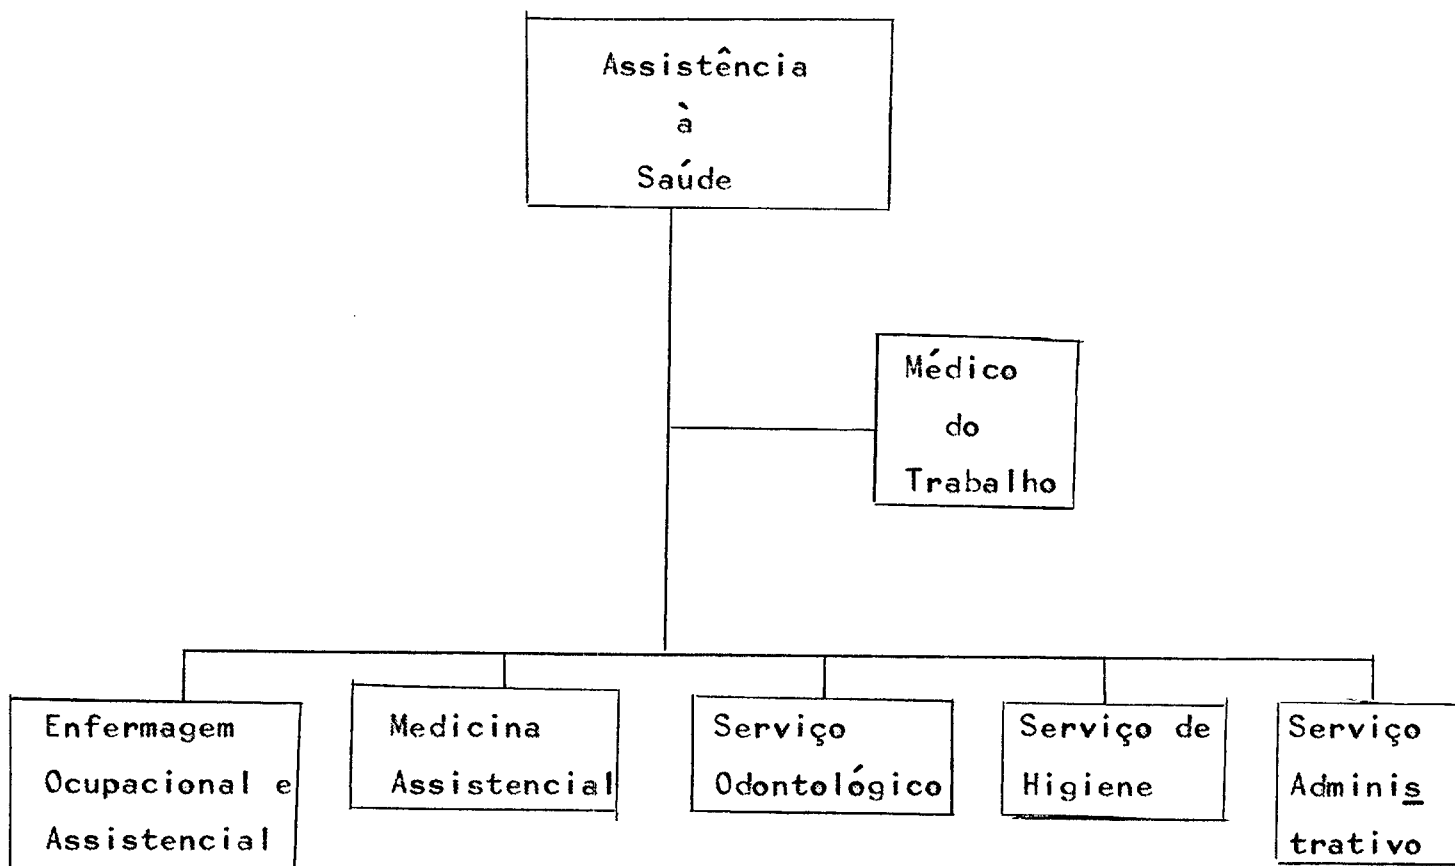 Assistência
à
Saúde
Médico
do
Trabalho
Enfermagem
Ocupacional e
Assistencial
Medicina
Assistencial
Serviço
Odontológico
Serviço de
Higiene
Serviço
Adminis
trativo